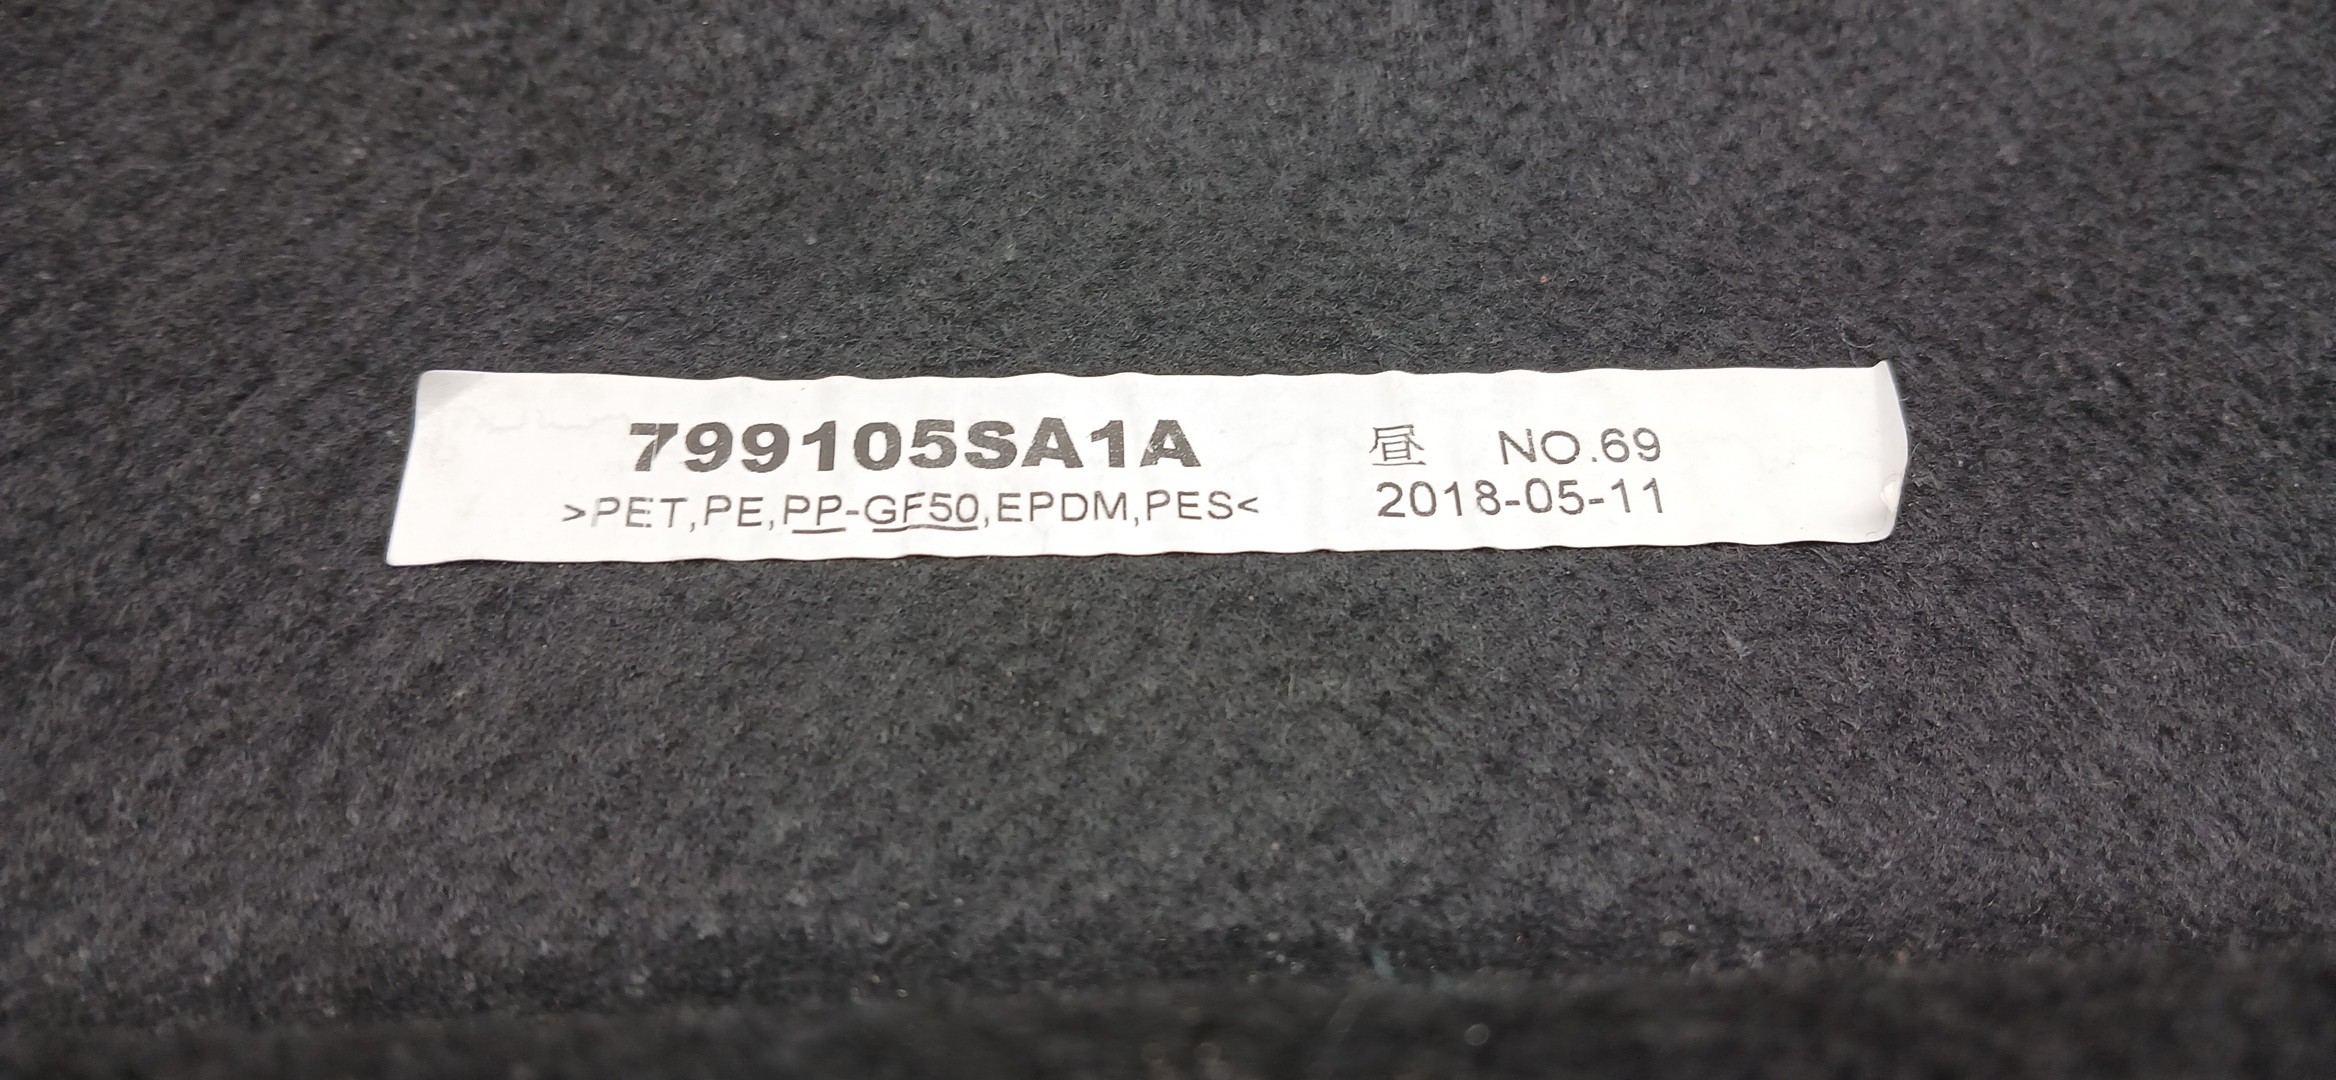 799105SA1A
>PET,PE,PP-GF50,EPDM,PES<
昼 NO.69
2018-05-11